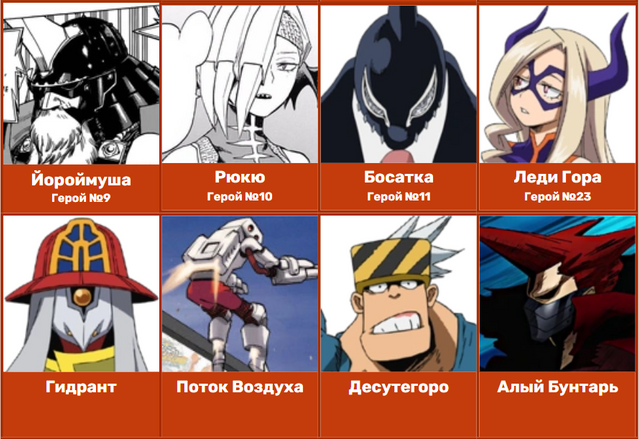 Йороймуша
Герой №9
Рюкю
Герой №10
Босатка
Герой №11
Леди Гора
Герой №23
Гидрант
Поток Воздуха
Десутегоро
Алый Бунтарь